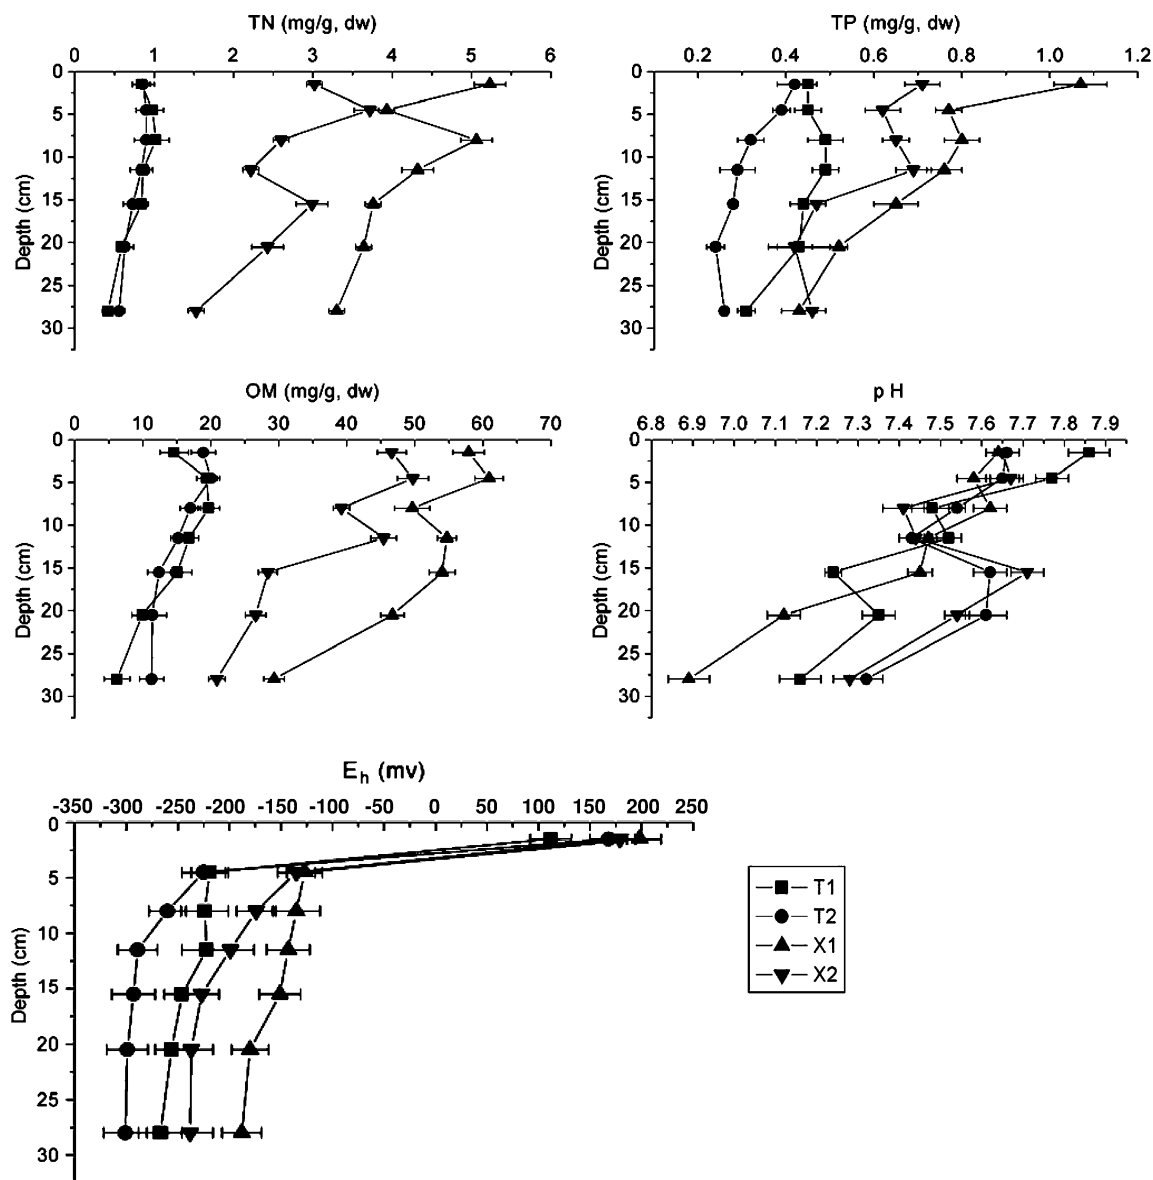 TN (mg/g, dw)
0 1 2 3 4 5 6
0
5
10
15
20
25
30
Depth (cm)
TP (mg/g, dw)
0.2 0.4 0.6 0.8 1.0 1.2
0
5
10
15
20
25
30
Depth (cm)
OM (mg/g, dw)
0 10 20 30 40 50 60 70
0
5
10
15
20
25
30
Depth (cm)
p H
6.8 6.9 7.0 7.1 7.2 7.3 7.4 7.5 7.6 7.7 7.8 7.9
0
5
10
15
20
25
30
Depth (cm)
Eh (mv)
-350 -300 -250 -200 -150 -100 -50 0 50 100 150 200 250
0
5
10
15
20
25
30
Depth (cm)
T1
T2
X1
X2